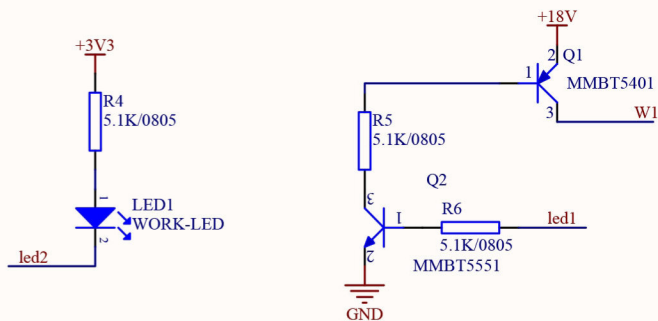 +3V3
R4
5.1K/0805
1
LED1
WORK-LED
2
led2
+18V
2
Q1
1
MMBT5401
3
W1
R5
5.1K/0805
3
Q2
1
R6
led1
5.1K/0805
2
MMBT5551
GND